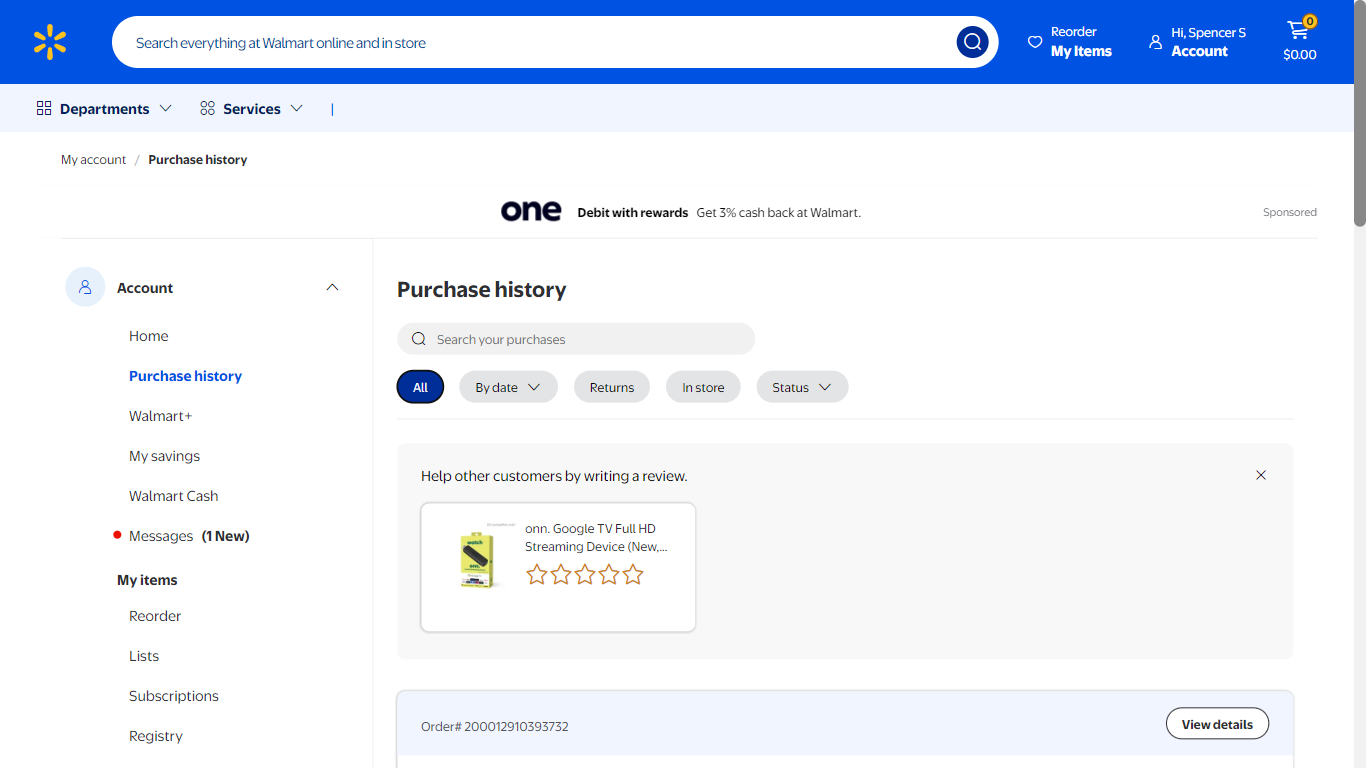 Search everything at Walmart online and in store
Reorder
My Items
Hi, Spencer S
Account
0
$0.00
Departments
Services
My account / Purchase history
one Debit with rewards Get 3% cash back at Walmart.
Sponsored
Account
Home
Purchase history
Walmart+
My savings
Walmart Cash
Messages (1 New)
My items
Reorder
Lists
Subscriptions
Registry
Purchase history
Search your purchases
All By date Returns In store Status
Help other customers by writing a review.
watch
onn.
onn. Google TV Full HD
Streaming Device (New,...
Order# 200012910393732
View details